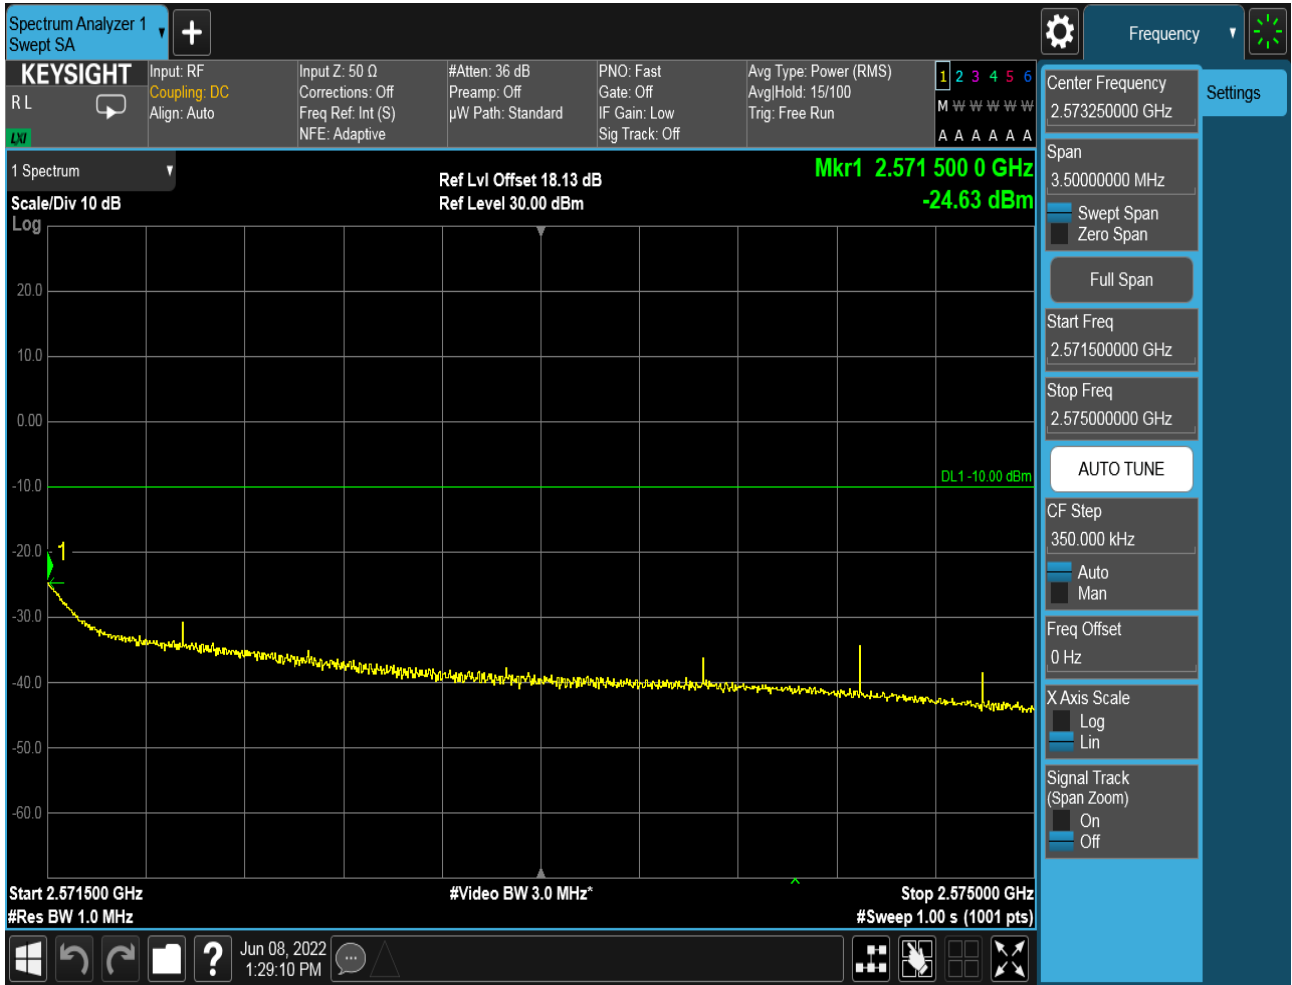 Spectrum Analyzer 1
Swept SA
Frequency
KEYSIGHT
R L
LXI
Input: RF
Coupling: DC
Align: Auto
Input Z: 50 Ω
Corrections: Off
Freq Ref: Int (S)
NFE: Adaptive
#Atten: 36 dB
Preamp: Off
µW Path: Standard
PNO: Fast
Gate: Off
IF Gain: Low
Sig Track: Off
Avg Type: Power (RMS)
Avg|Hold: 15/100
Trig: Free Run
1 2 3 4 5 6
M W W W W W
A A A A A A
1 Spectrum
Scale/Div 10 dB
Log
Ref Lvl Offset 18.13 dB
Ref Level 30.00 dBm
Mkr1 2.571 500 0 GHz
-24.63 dBm
20.0
10.0
0.00
-10.0
DL1 -10.00 dBm
-20.0
1
-30.0
-40.0
-50.0
-60.0
Start 2.571500 GHz
#Res BW 1.0 MHz
#Video BW 3.0 MHz*
Stop 2.575000 GHz
#Sweep 1.00 s (1001 pts)
?
Jun 08, 2022
1:29:10 PM
Center Frequency
2.573250000 GHz
Span
3.50000000 MHz
Swept Span
Zero Span
Full Span
Start Freq
2.571500000 GHz
Stop Freq
2.575000000 GHz
AUTO TUNE
CF Step
350.000 kHz
Auto
Man
Freq Offset
0 Hz
X Axis Scale
Log
Lin
Signal Track
(Span Zoom)
On
Off
Settings